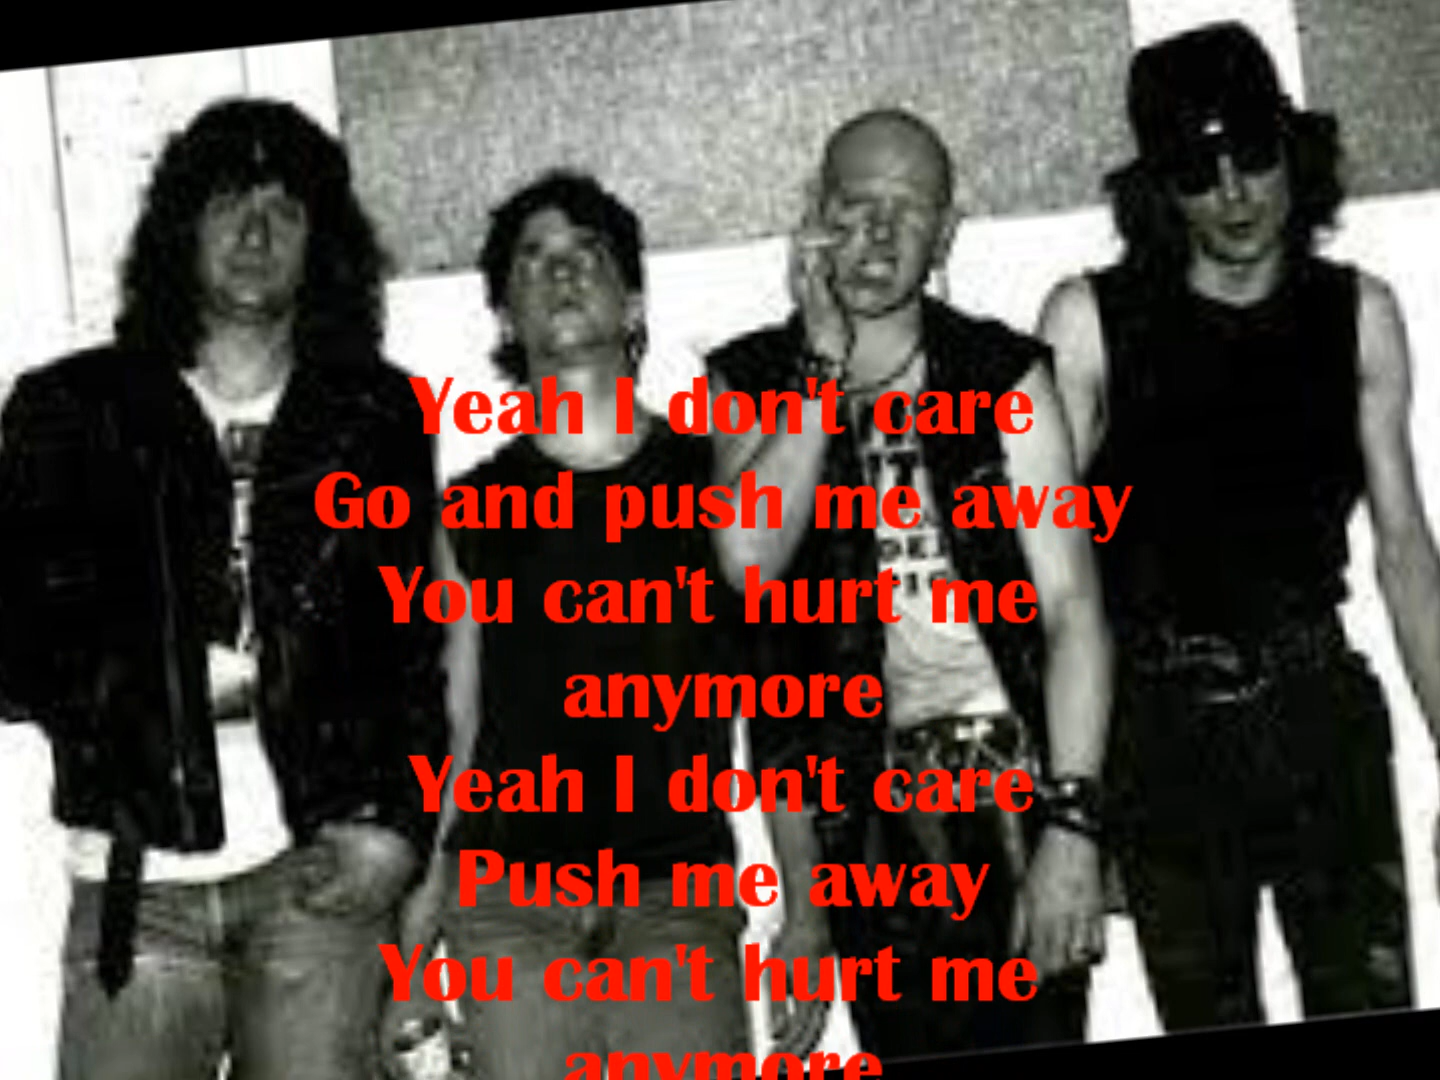 Yeah I don't care
Go and push me away
You can't hurt me
anymore
Yeah I don't care
Push me away
You can't hurt me
anymore